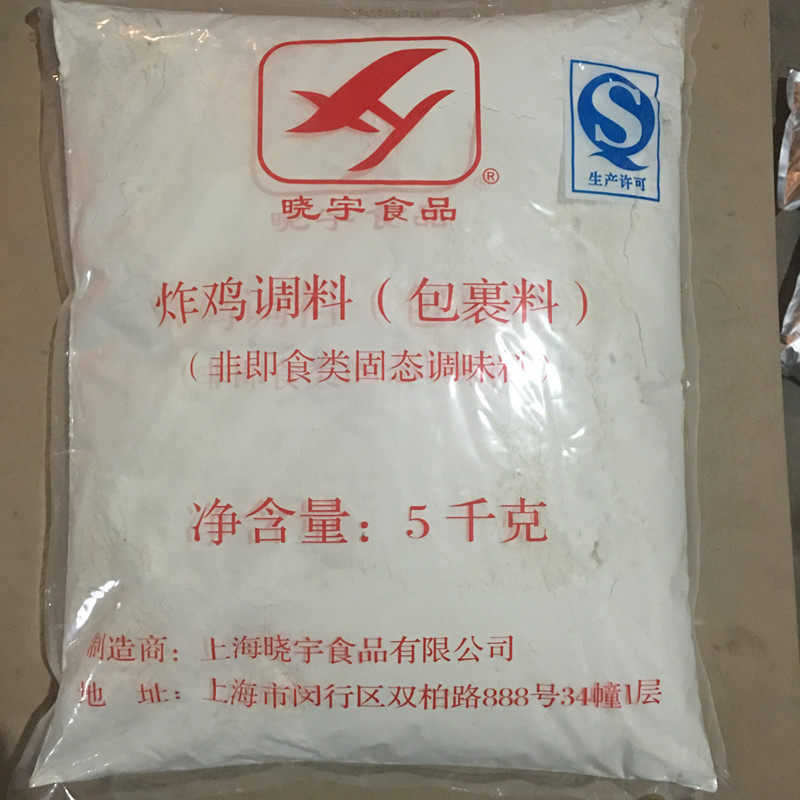 ®
晓宇食品
生产许可
炸鸡调料（包裹料）
（非即食类固态调味料）
净含量：5千克
制造商：上海晓宇食品有限公司
地 址：上海市闵行区双柏路888号34幢1层